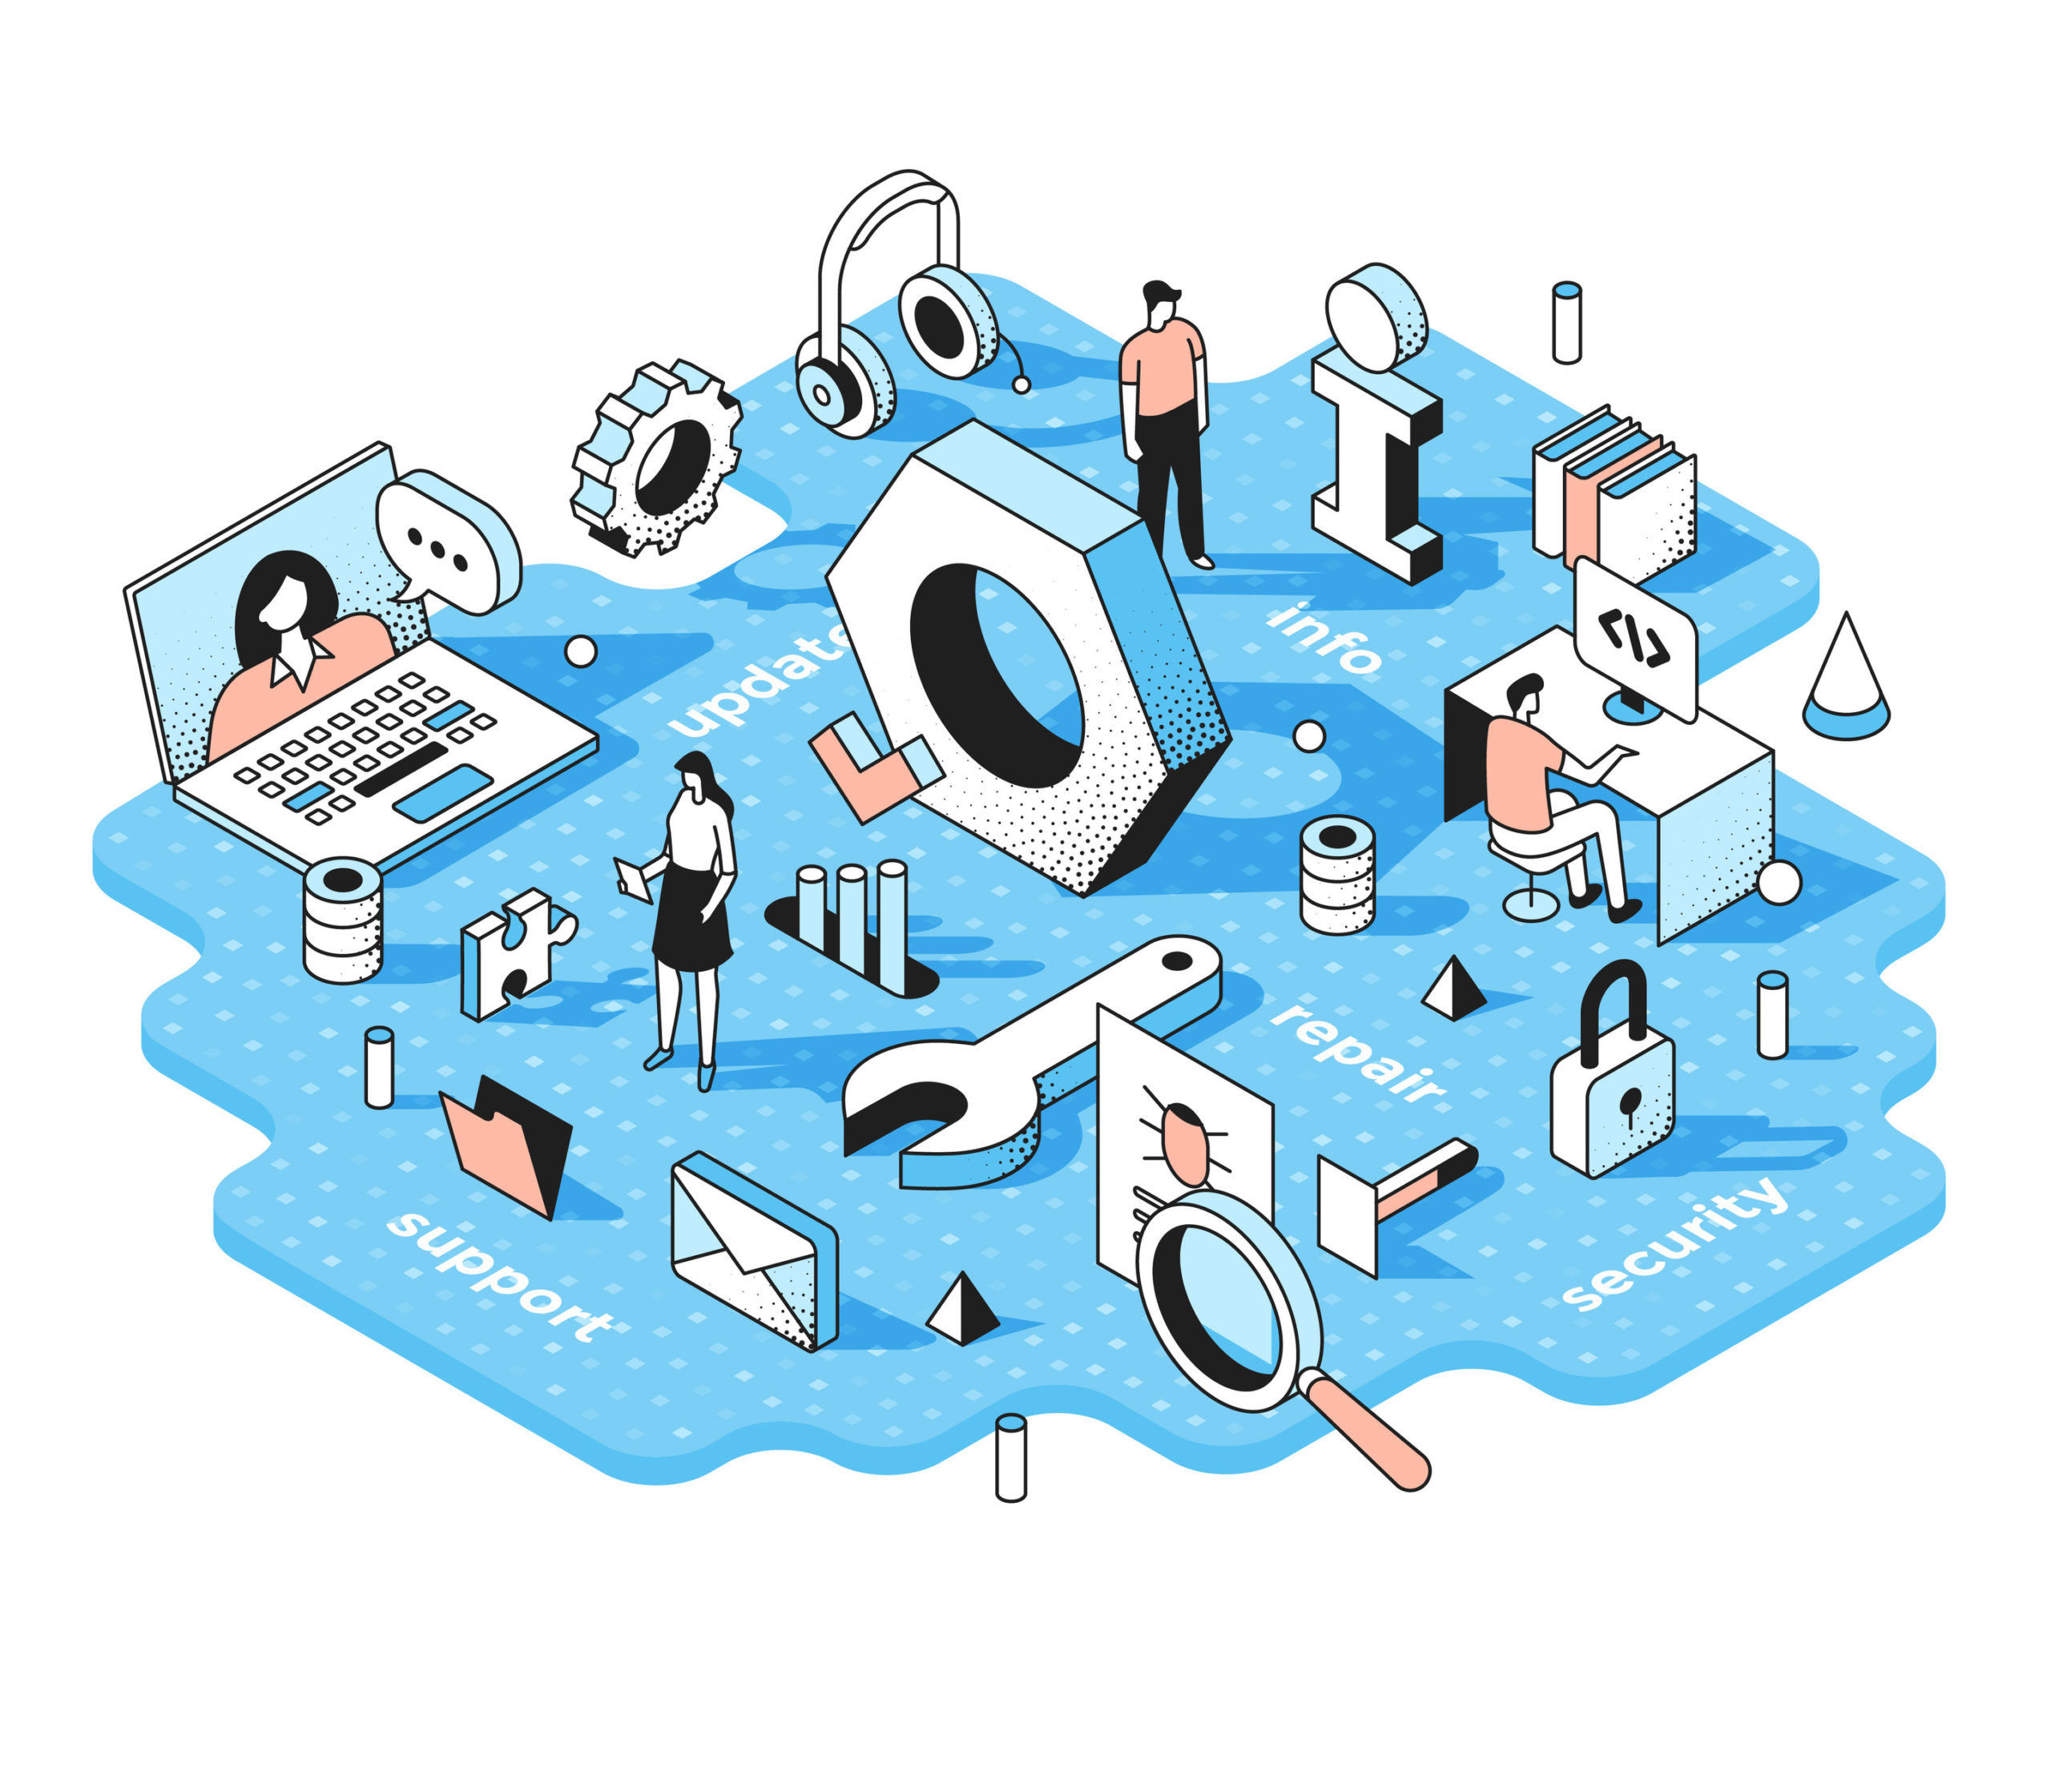 update
info
</>
repair
support
security